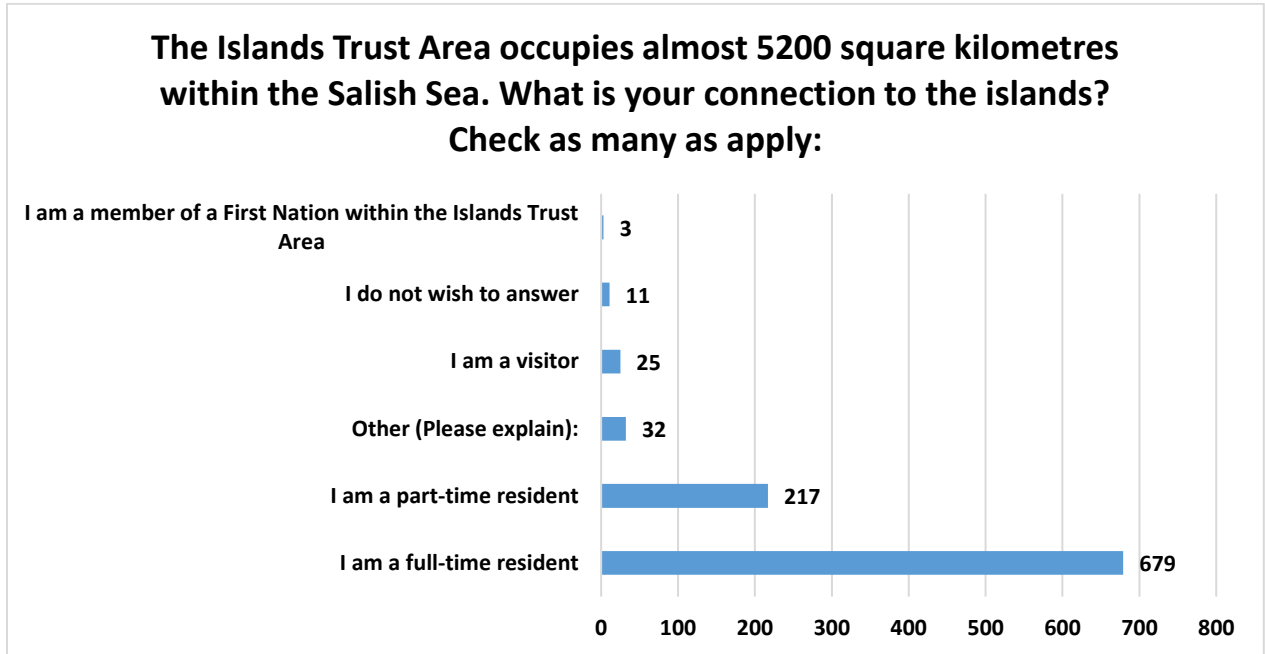 The Islands Trust Area occupies almost 5200 square kilometres
within the Salish Sea. What is your connection to the islands?
Check as many as apply:
I am a member of a First Nation within the Islands Trust
Area
3
I do not wish to answer
11
I am a visitor
25
Other (Please explain):
32
I am a part-time resident
217
I am a full-time resident
679
0 100 200 300 400 500 600 700 800